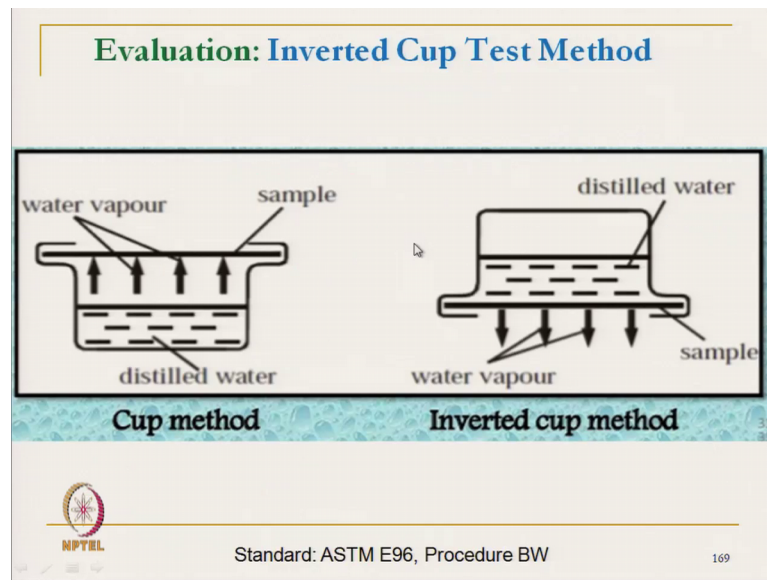 Evaluation: Inverted Cup Test Method
water vapour
sample
distilled water
Cup method
distilled water
sample
water vapour
Inverted cup method
NPTEL
Standard: ASTM E96, Procedure BW
169